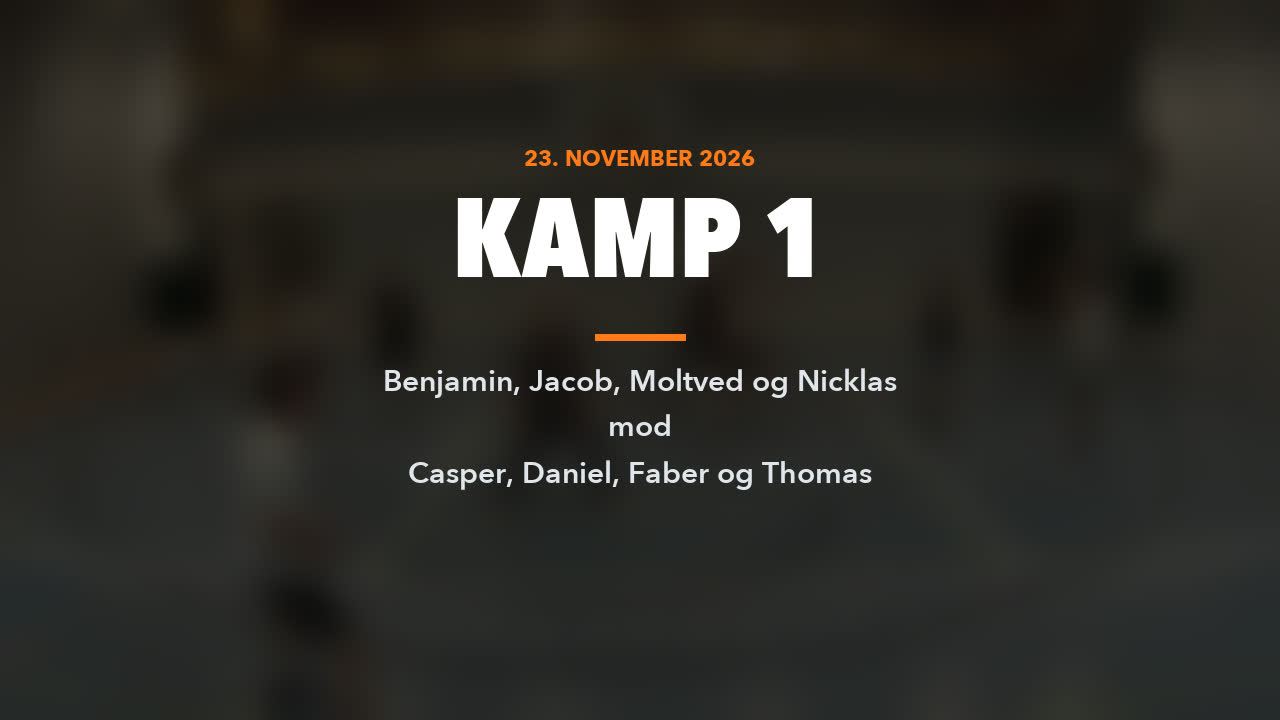 23. NOVEMBER 2026
KAMP 1
Benjamin, Jacob, Moltved og Nicklas
mod
Casper, Daniel, Faber og Thomas